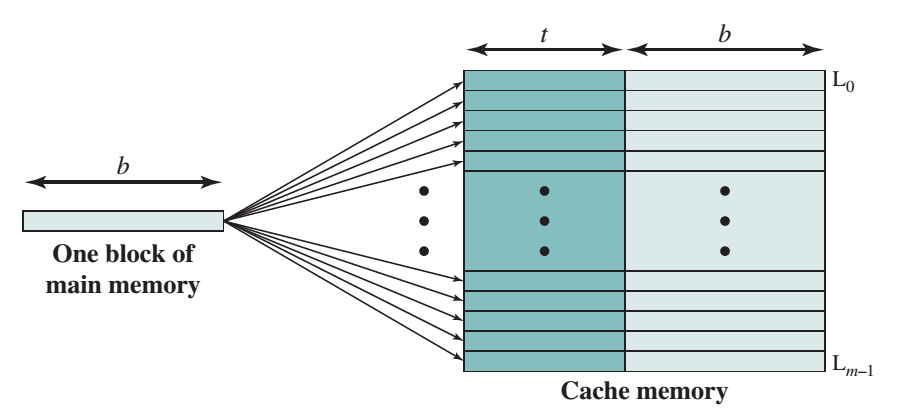 t
b
L0
b
One block of
main memory
Lm–1
Cache memory